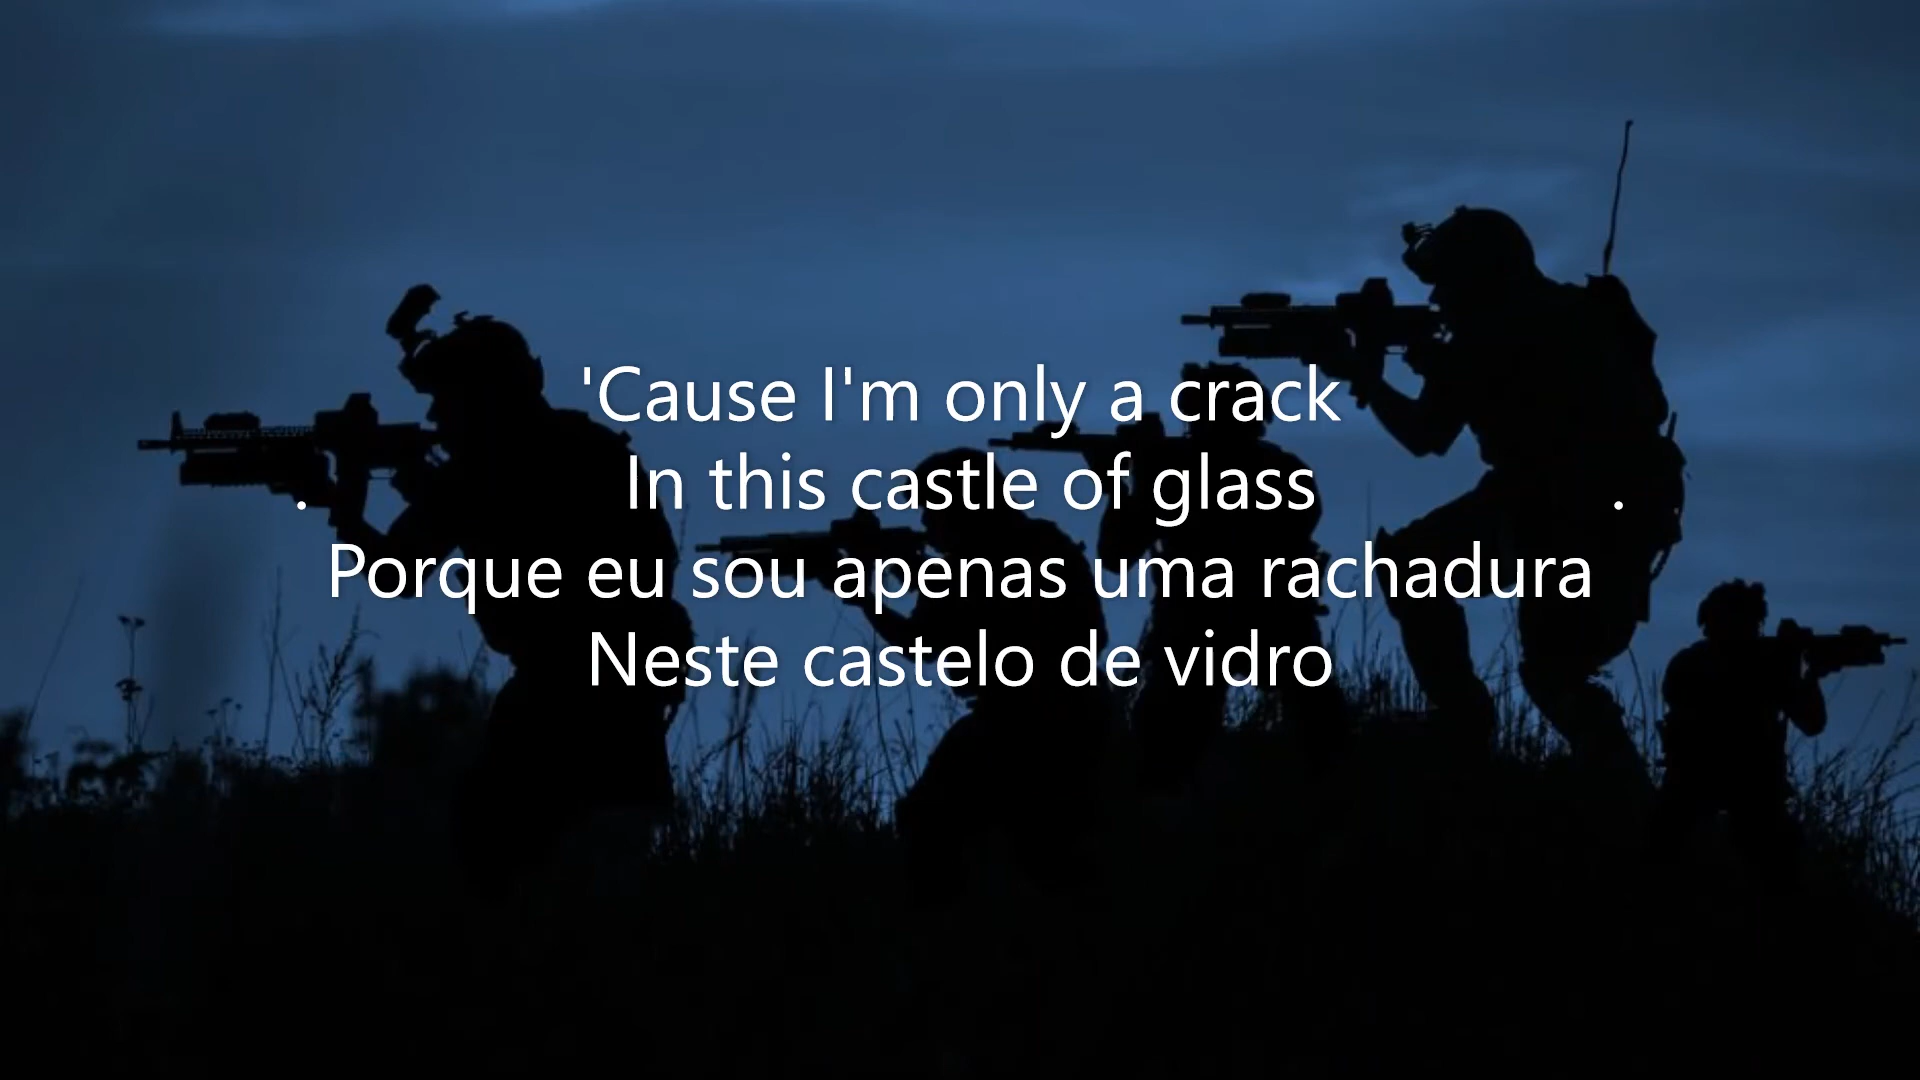 'Cause I'm only a crack
. In this castle of glass .
Porque eu sou apenas uma rachadura
Neste castelo de vidro